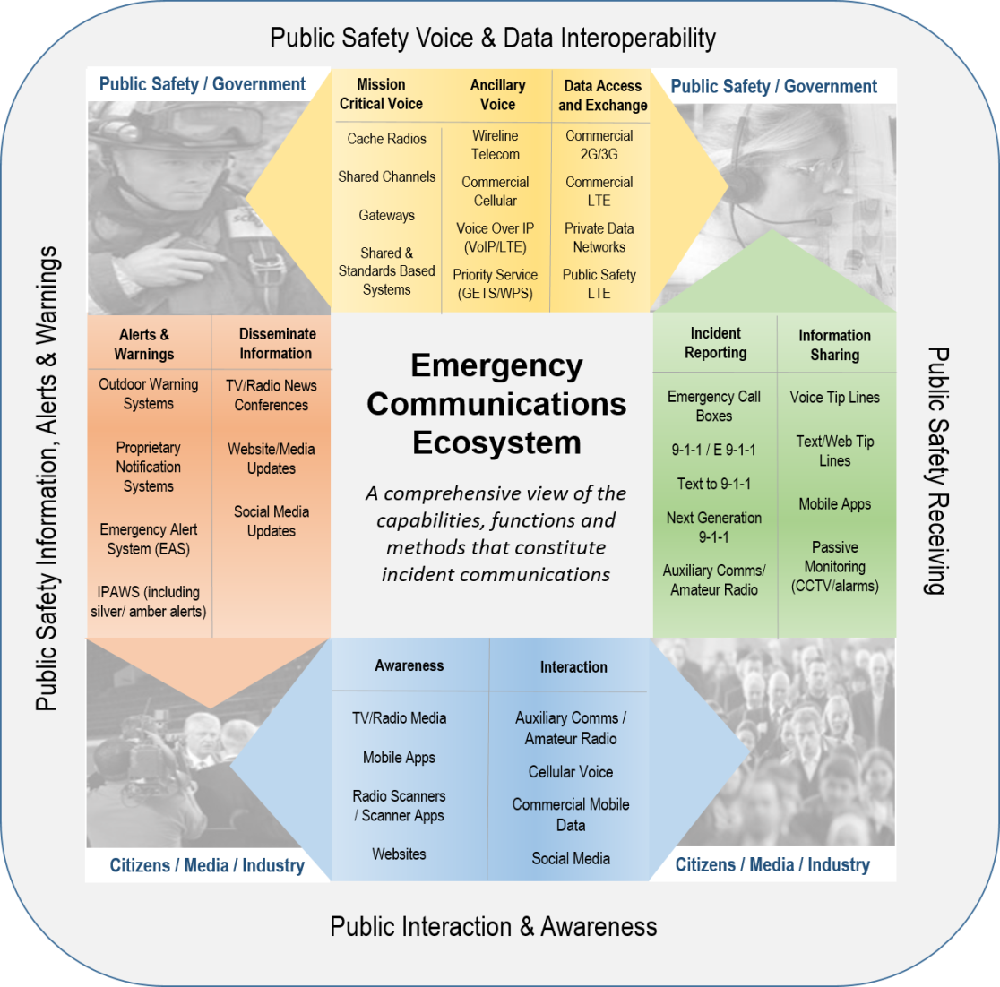 Public Safety Voice & Data Interoperability
Public Safety / Government
Mission
Critical Voice
Cache Radios
Shared Channels
Gateways
Shared &
Standards Based
Systems
Ancillary
Voice
Wireline
Telecom
Commercial
Cellular
Voice Over IP
(VoIP/LTE)
Priority Service
(GETS/WPS)
Data Access
and Exchange
Commercial
2G/3G
Commercial
LTE
Private Data
Networks
Public Safety
LTE
Public Safety / Government
Public Safety Information, Alerts & Warnings
Alerts &
Warnings
Outdoor Warning
Systems
Proprietary
Notification
Systems
Emergency Alert
System (EAS)
IPAWS (including
silver/ amber alerts)
Disseminate
Information
TV/Radio News
Conferences
Website/Media
Updates
Social Media
Updates
Emergency
Communications
Ecosystem
A comprehensive view of the
capabilities, functions and
methods that constitute
incident communications
Incident
Reporting
Emergency Call
Boxes
9-1-1 / E 9-1-1
Text to 9-1-1
Next Generation
9-1-1
Auxiliary Comms/
Amateur Radio
Information
Sharing
Voice Tip Lines
Text/Web Tip
Lines
Mobile Apps
Passive
Monitoring
(CCTV/alarms)
Public Safety Receiving
Awareness
TV/Radio Media
Mobile Apps
Radio Scanners
/ Scanner Apps
Websites
Interaction
Auxiliary Comms /
Amateur Radio
Cellular Voice
Commercial Mobile
Data
Social Media
Citizens / Media / Industry
Citizens / Media / Industry
Public Interaction & Awareness